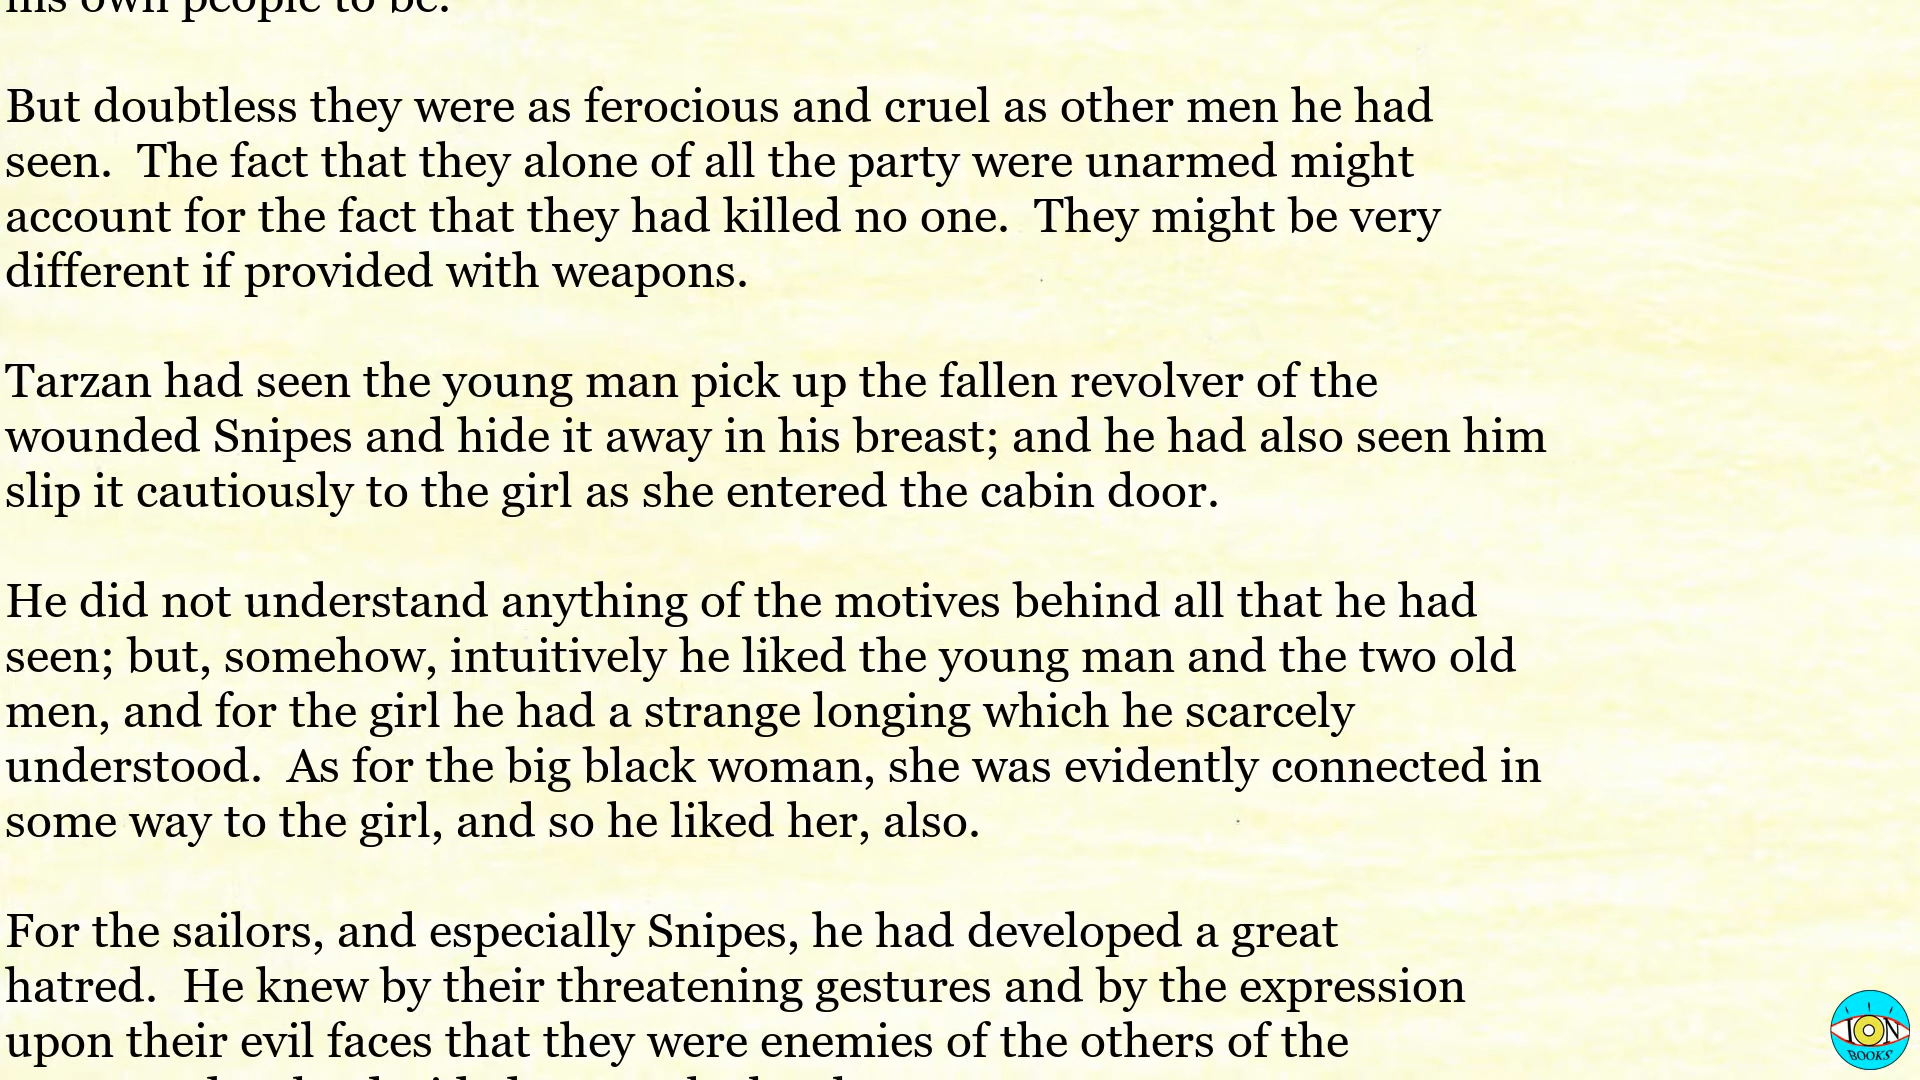 his own people to be.
But doubtless they were as ferocious and cruel as other men he had
seen.  The fact that they alone of all the party were unarmed might
account for the fact that they had killed no one.  They might be very
different if provided with weapons.
Tarzan had seen the young man pick up the fallen revolver of the
wounded Snipes and hide it away in his breast; and he had also seen him
slip it cautiously to the girl as she entered the cabin door.
He did not understand anything of the motives behind all that he had
seen; but, somehow, intuitively he liked the young man and the two old
men, and for the girl he had a strange longing which he scarcely
understood.  As for the big black woman, she was evidently connected in
some way to the girl, and so he liked her, also.
For the sailors, and especially Snipes, he had developed a great
hatred.  He knew by their threatening gestures and by the expression
upon their evil faces that they were enemies of the others of the
ION
BOOKS